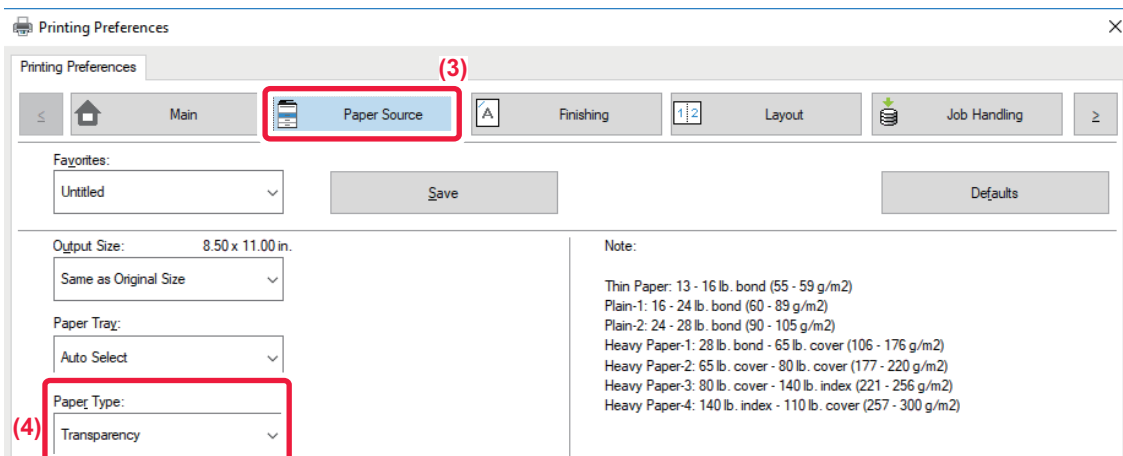 Printing Preferences
Printing Preferences
(3)
≤ Main Paper Source A Finishing 1 2 Layout Job Handling ≥
Favorites:
Untitled
Save
Defaults
Output Size: 8.50 x 11.00 in.
Same as Original Size
Paper Tray:
Auto Select
(4)
Paper Type:
Transparency
Note:
Thin Paper: 13 - 16 lb. bond (55 - 59 g/m2)
Plain-1: 16 - 24 lb. bond (60 - 89 g/m2)
Plain-2: 24 - 28 lb. bond (90 - 105 g/m2)
Heavy Paper-1: 28 lb. bond - 65 lb. cover (106 - 176 g/m2)
Heavy Paper-2: 65 lb. cover - 80 lb. cover (177 - 220 g/m2)
Heavy Paper-3: 80 lb. cover - 140 lb. index (221 - 256 g/m2)
Heavy Paper-4: 140 lb. index - 110 lb. cover (257 - 300 g/m2)